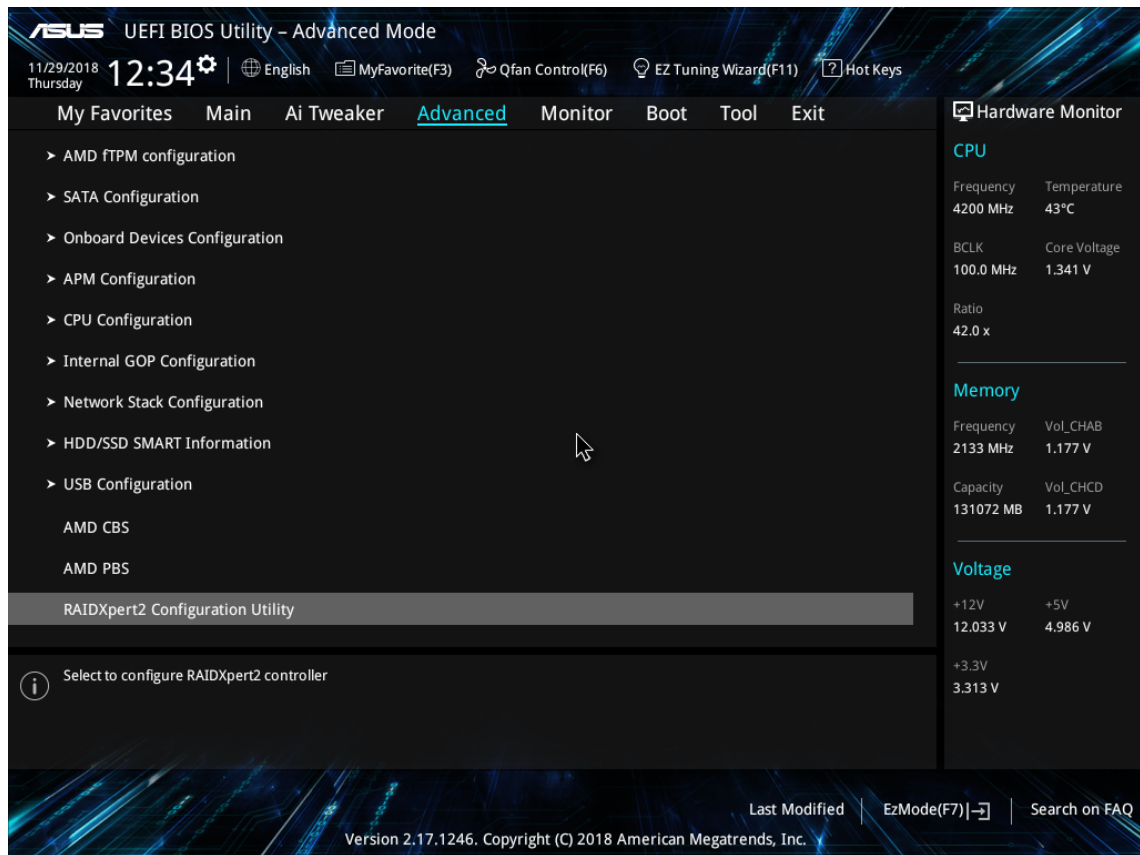 ASUS UEFI BIOS Utility – Advanced Mode
11/29/2018
Thursday
12:34
English MyFavorite(F3) Qfan Control(F6) EZ Tuning Wizard(F11) ? Hot Keys
My Favorites Main Ai Tweaker Advanced Monitor Boot Tool Exit
AMD fTPM configuration
SATA Configuration
Onboard Devices Configuration
APM Configuration
CPU Configuration
Internal GOP Configuration
Network Stack Configuration
HDD/SSD SMART Information
USB Configuration
AMD CBS
AMD PBS
RAIDXpert2 Configuration Utility
Select to configure RAIDXpert2 controller
Hardware Monitor
CPU
Frequency Temperature
4200 MHz 43°C
BCLK Core Voltage
100.0 MHz 1.341 V
Ratio
42.0 x
Memory
Frequency Vol_CHAB
2133 MHz 1.177 V
Capacity Vol_CHCD
131072 MB 1.177 V
Voltage
+12V +5V
12.033 V 4.986 V
+3.3V
3.313 V
Last Modified EzMode(F7) Search on FAQ
Version 2.17.1246. Copyright (C) 2018 American Megatrends, Inc.